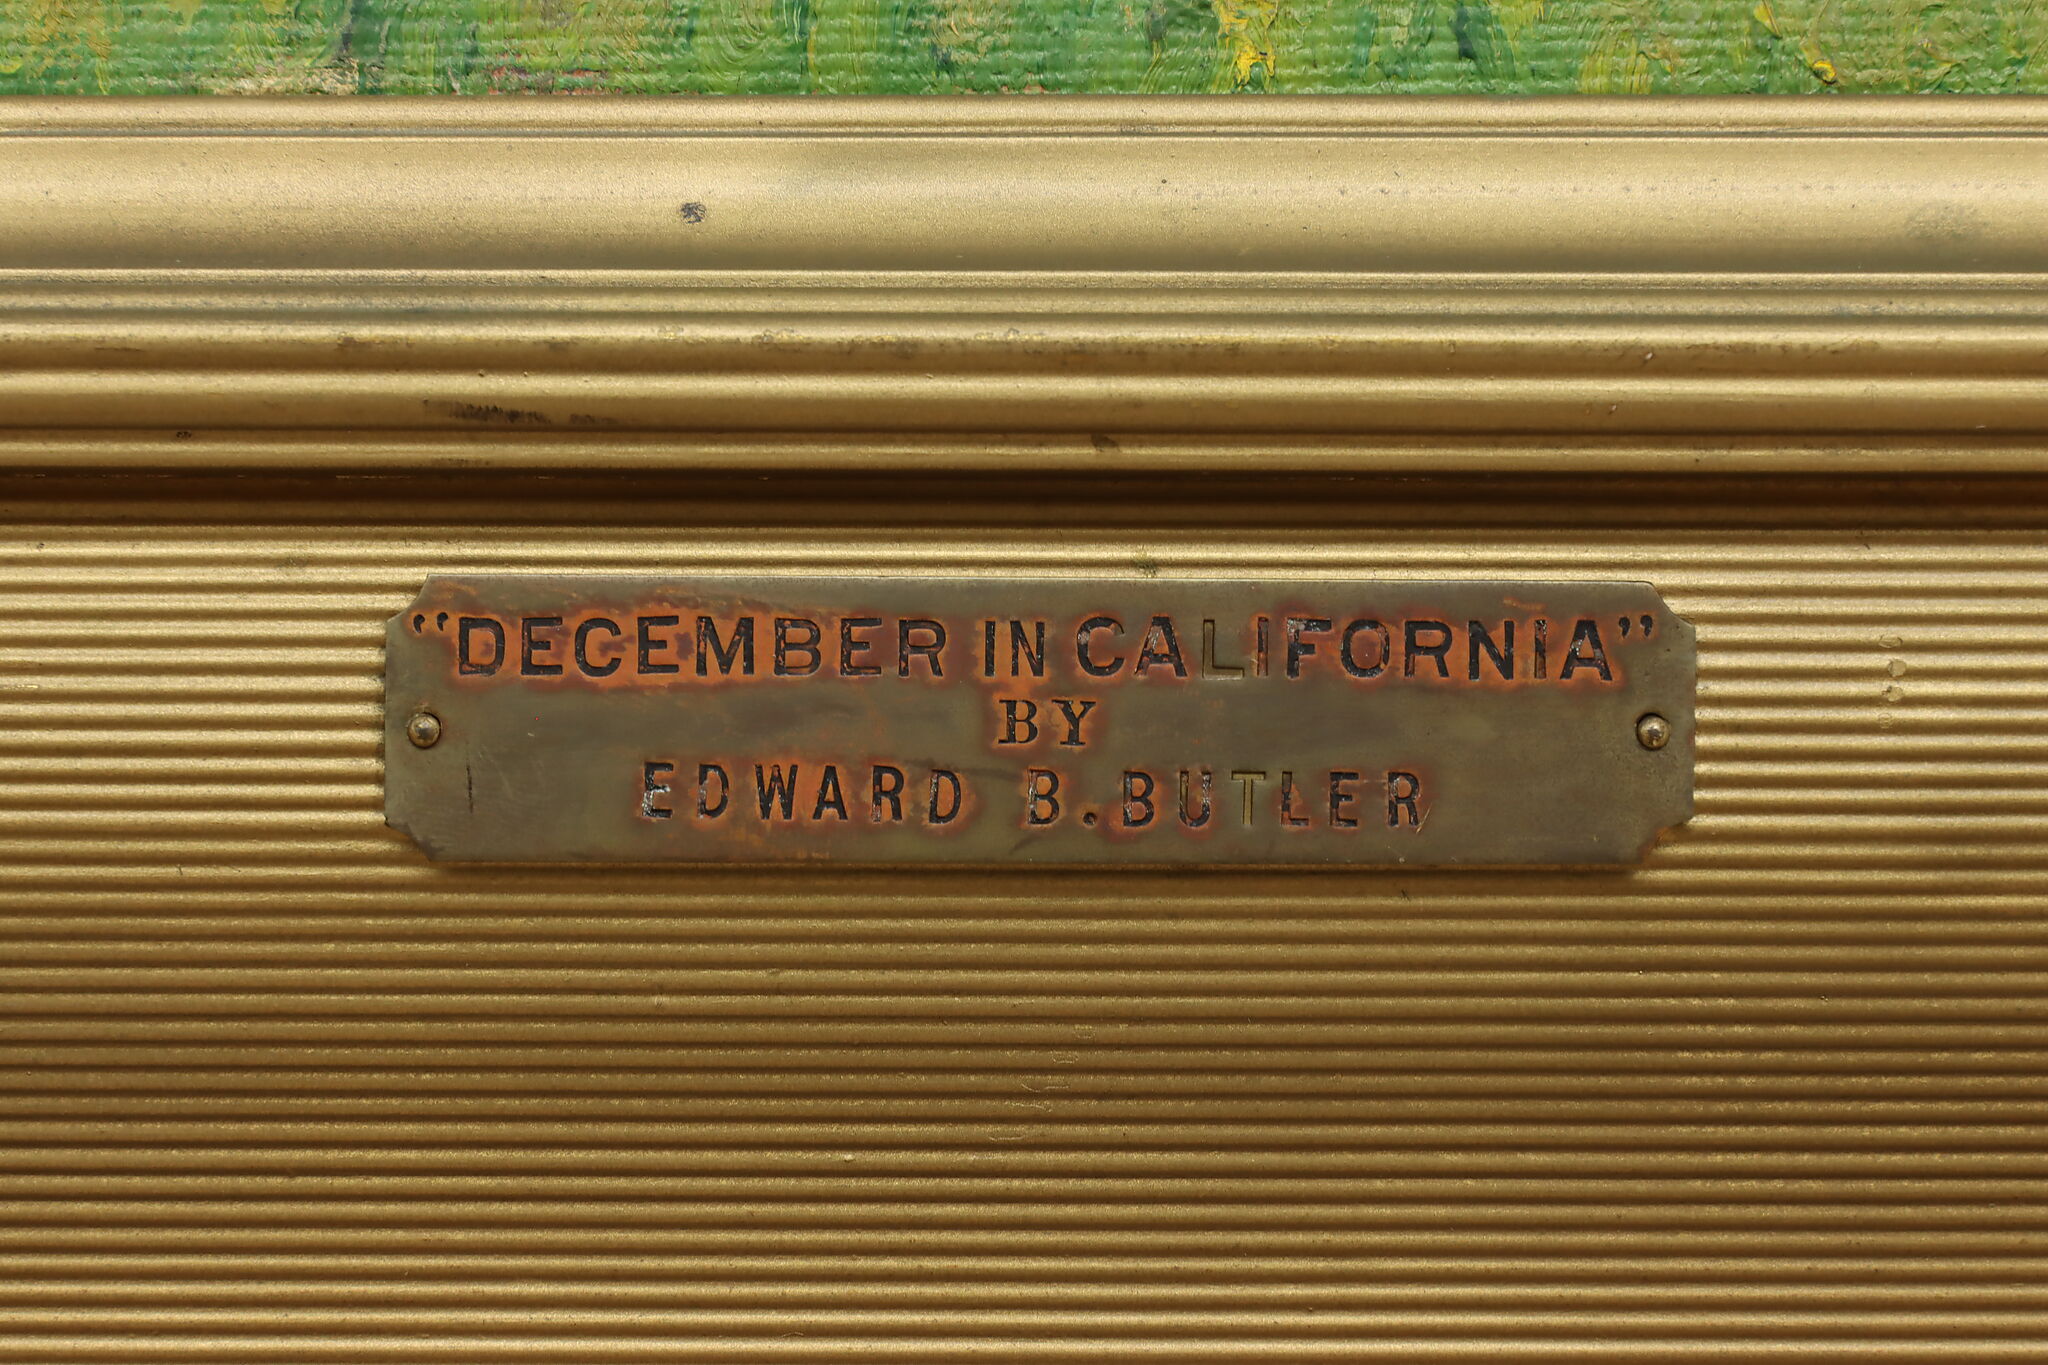 “DECEMBER IN CALIFORNIA”
BY
EDWARD B. BUTLER